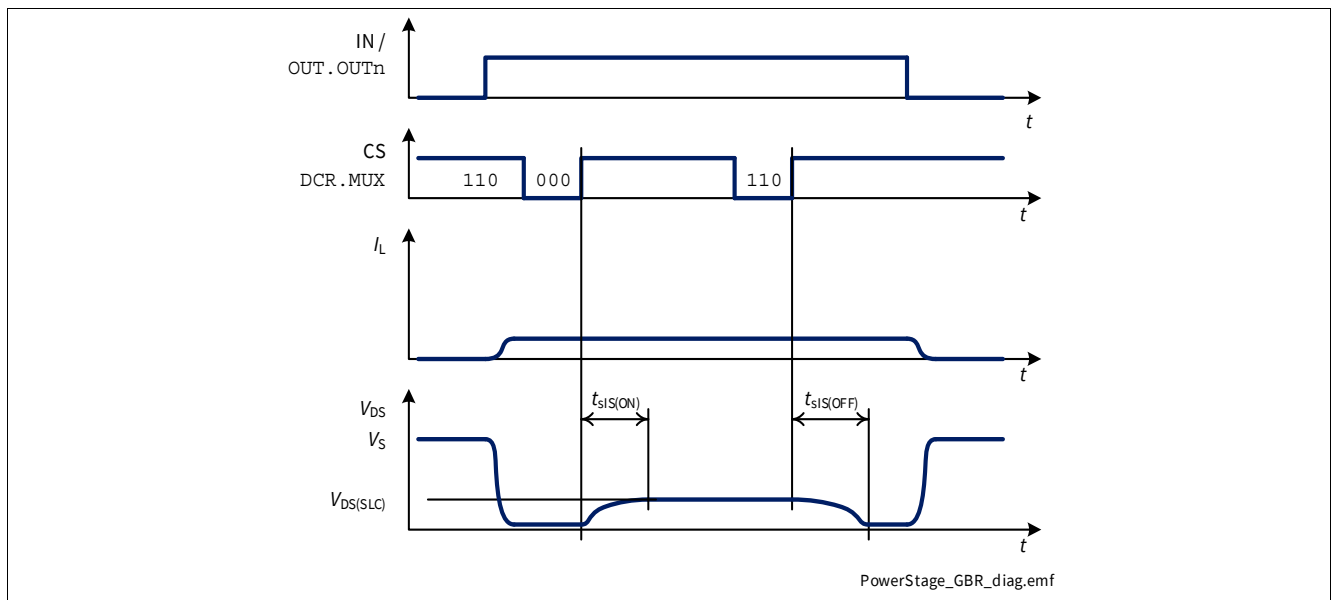 IN /
OUT.OUTn
t
CS
DCR.MUX 110 000 110
t
IL
t
tsIS(ON) tsIS(OFF)
VDS
VS
VDS(SLC)
t
PowerStage_GBR_diag.emf